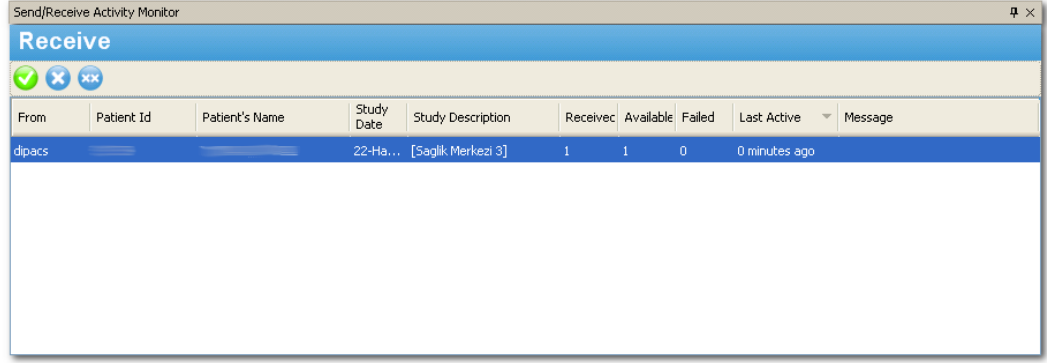 Send/Receive Activity Monitor
Receive
From Patient Id Patient's Name Study Date Study Description Receivec Available Failed Last Active Message
dipacs 22-Ha... [Saglik Merkezi 3] 1 1 0 0 minutes ago